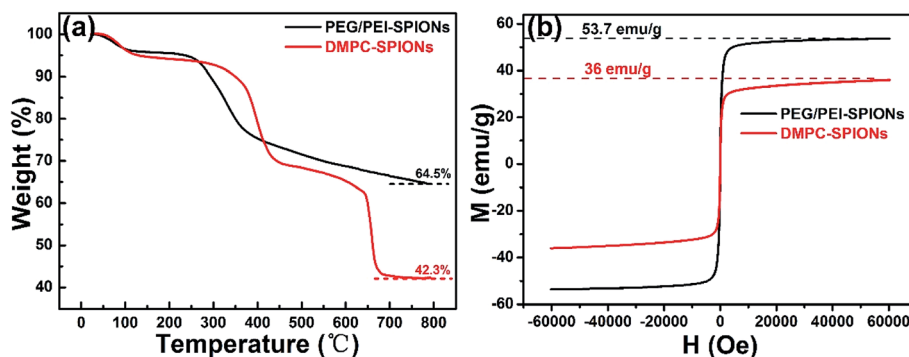 (a)
PEG/PEI-SPIONs
DMPC-SPIONs
Weight (%)
100
90
80
70
60
50
40
64.5%
42.3%
0 100 200 300 400 500 600 700 800
Temperature (℃)
(b)
53.7 emu/g
36 emu/g
PEG/PEI-SPIONs
DMPC-SPIONs
M (emu/g)
60
40
20
0
-20
-40
-60
-60000 -40000 -20000 0 20000 40000 60000
H (Oe)